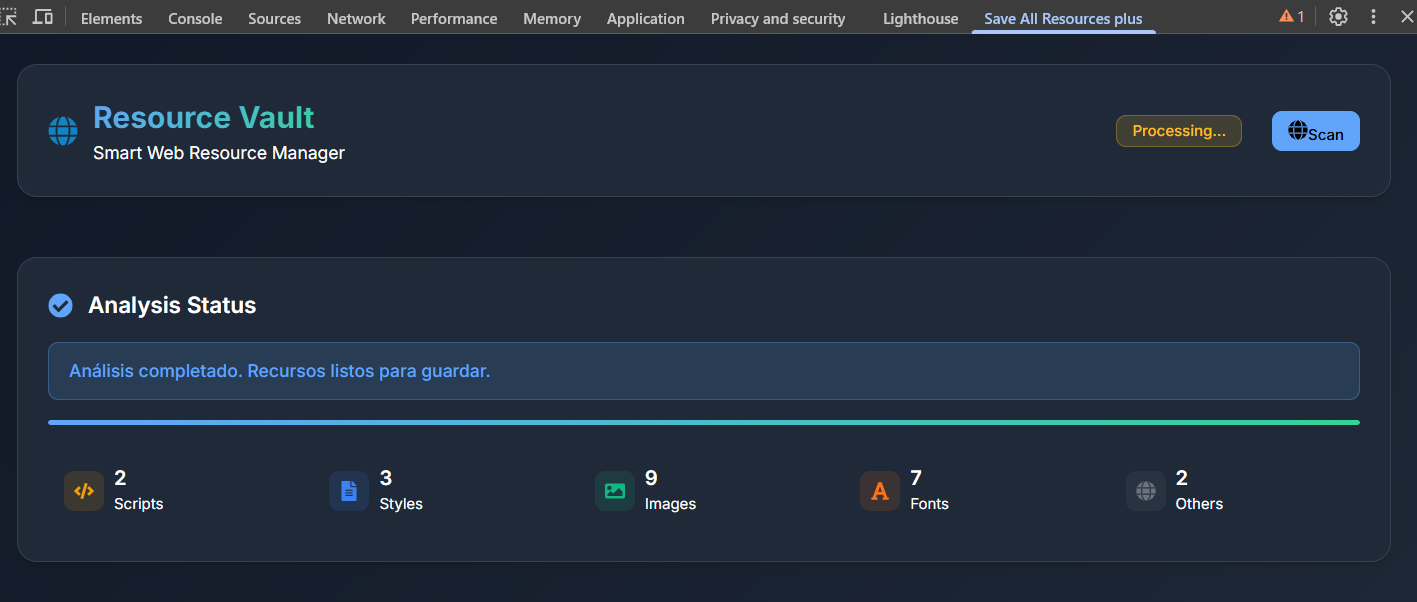 Elements Console Sources Network Performance Memory Application Privacy and security Lighthouse Save All Resources plus 1
Resource Vault
Smart Web Resource Manager
Processing...
Scan
Analysis Status
Análisis completado. Recursos listos para guardar.
2
Scripts
3
Styles
9
Images
A
7
Fonts
2
Others